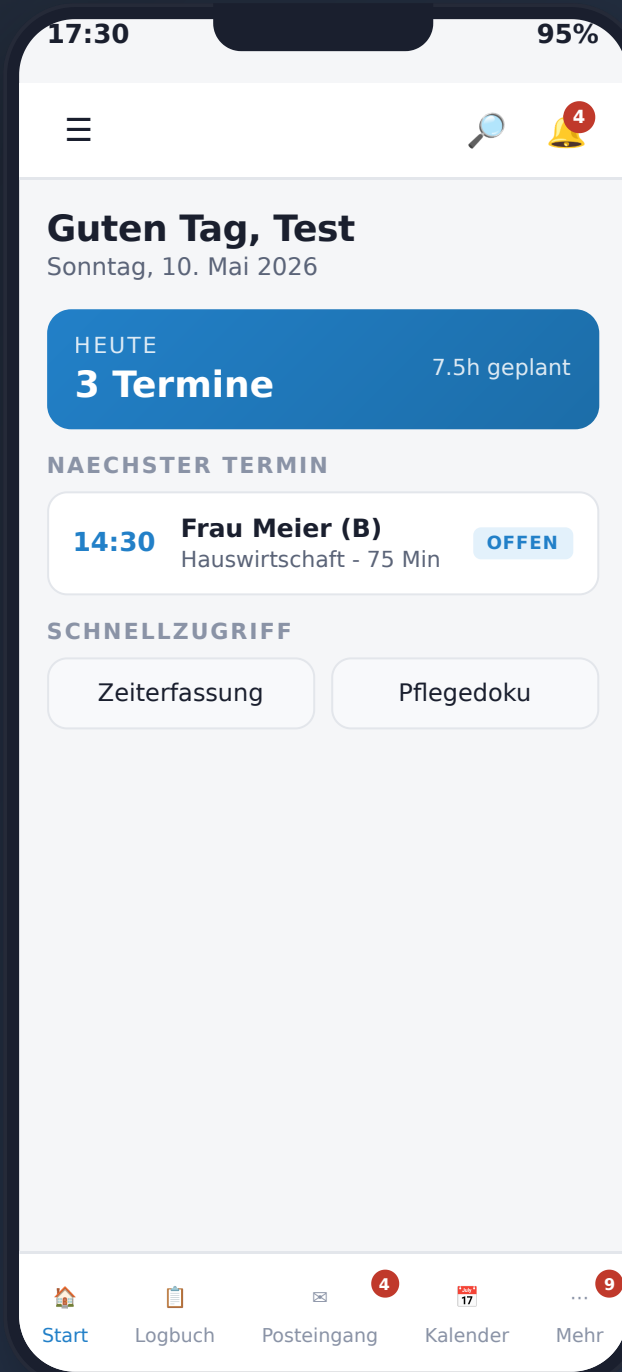 17:30 95%
4
Guten Tag, Test
Sonntag, 10. Mai 2026
HEUTE
3 Termine
7.5h geplant
NAECHSTER TERMIN
14:30
Frau Meier (B)
Hauswirtschaft - 75 Min
OFFEN
SCHNELLZUGRIFF
Zeiterfassung
Pflegedoku
4
9
Start
Logbuch
Posteingang
Kalender
Mehr